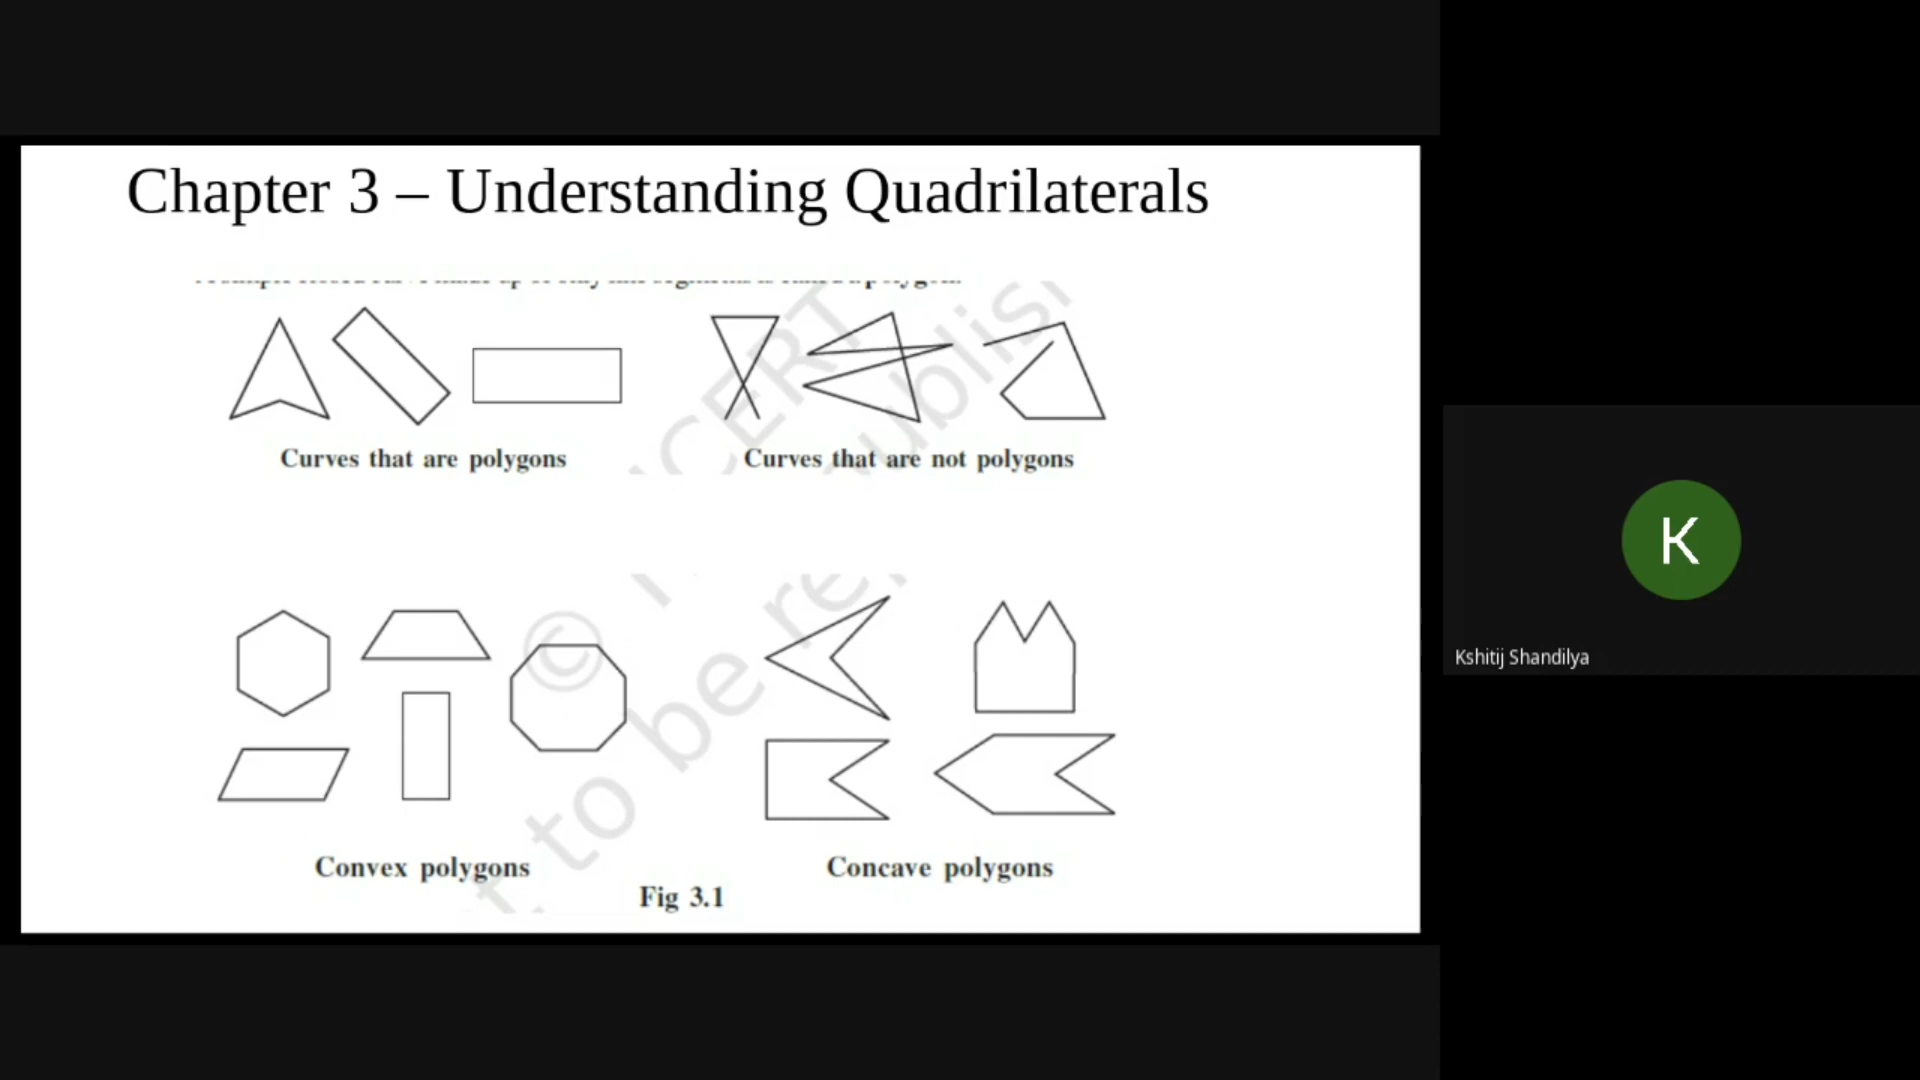 Chapter 3 – Understanding Quadrilaterals
Curves that are polygons
Curves that are not polygons
Convex polygons
Concave polygons
Fig 3.1
K
Kshitij Shandilya